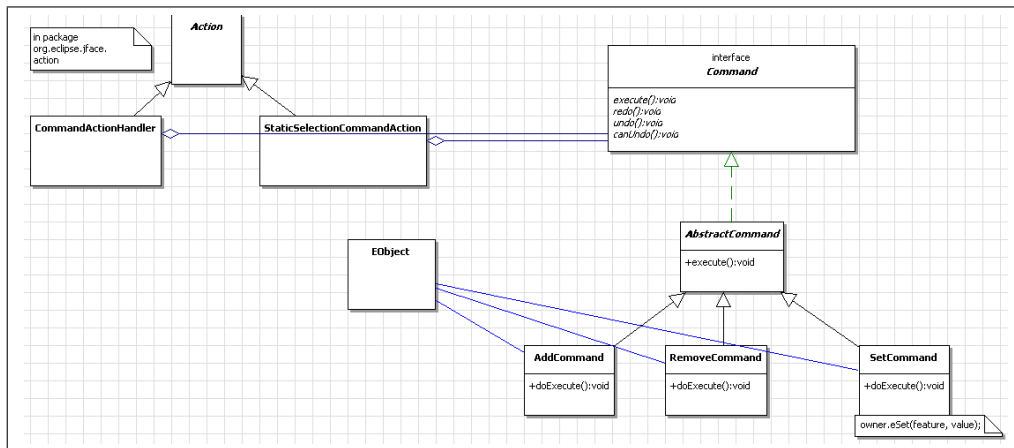 in package
org.eclipse.jface.
action
Action
interface
Command
execute():void
redo():void
undo():void
canUndo():void
CommandActionHandler
StaticSelectionCommandAction
AbstractCommand
+execute():void
EObject
AddCommand
+doExecute():void
RemoveCommand
+doExecute():void
SetCommand
+doExecute():void
owner.eSet(feature, value);